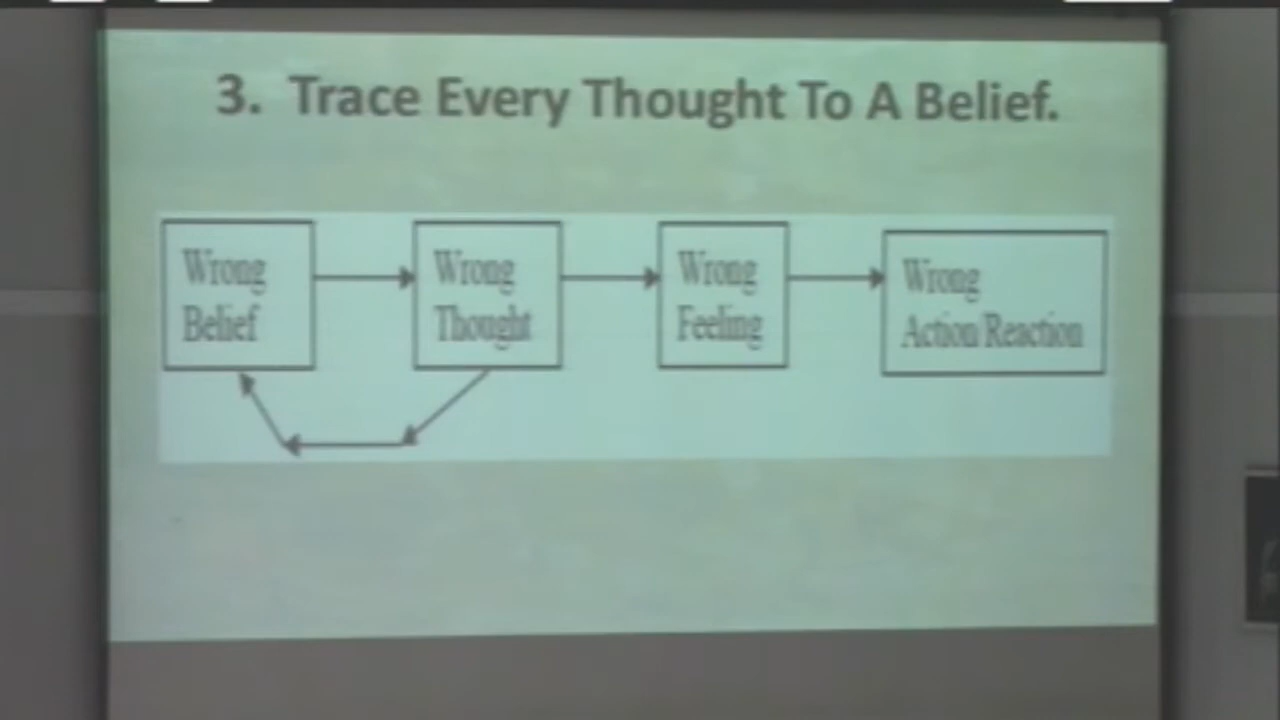 3. Trace Every Thought To A Belief.
Wrong
Belief
Wrong
Thought
Wrong
Feeling
Wrong
Action/Reaction